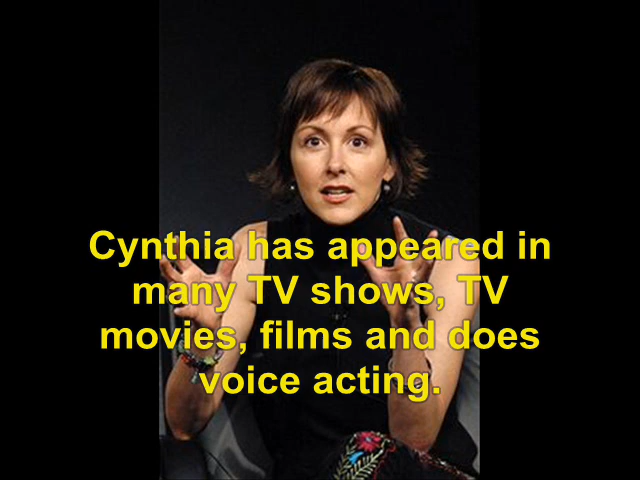 Cynthia has appeared in
many TV shows, TV
movies, films and does
voice acting.